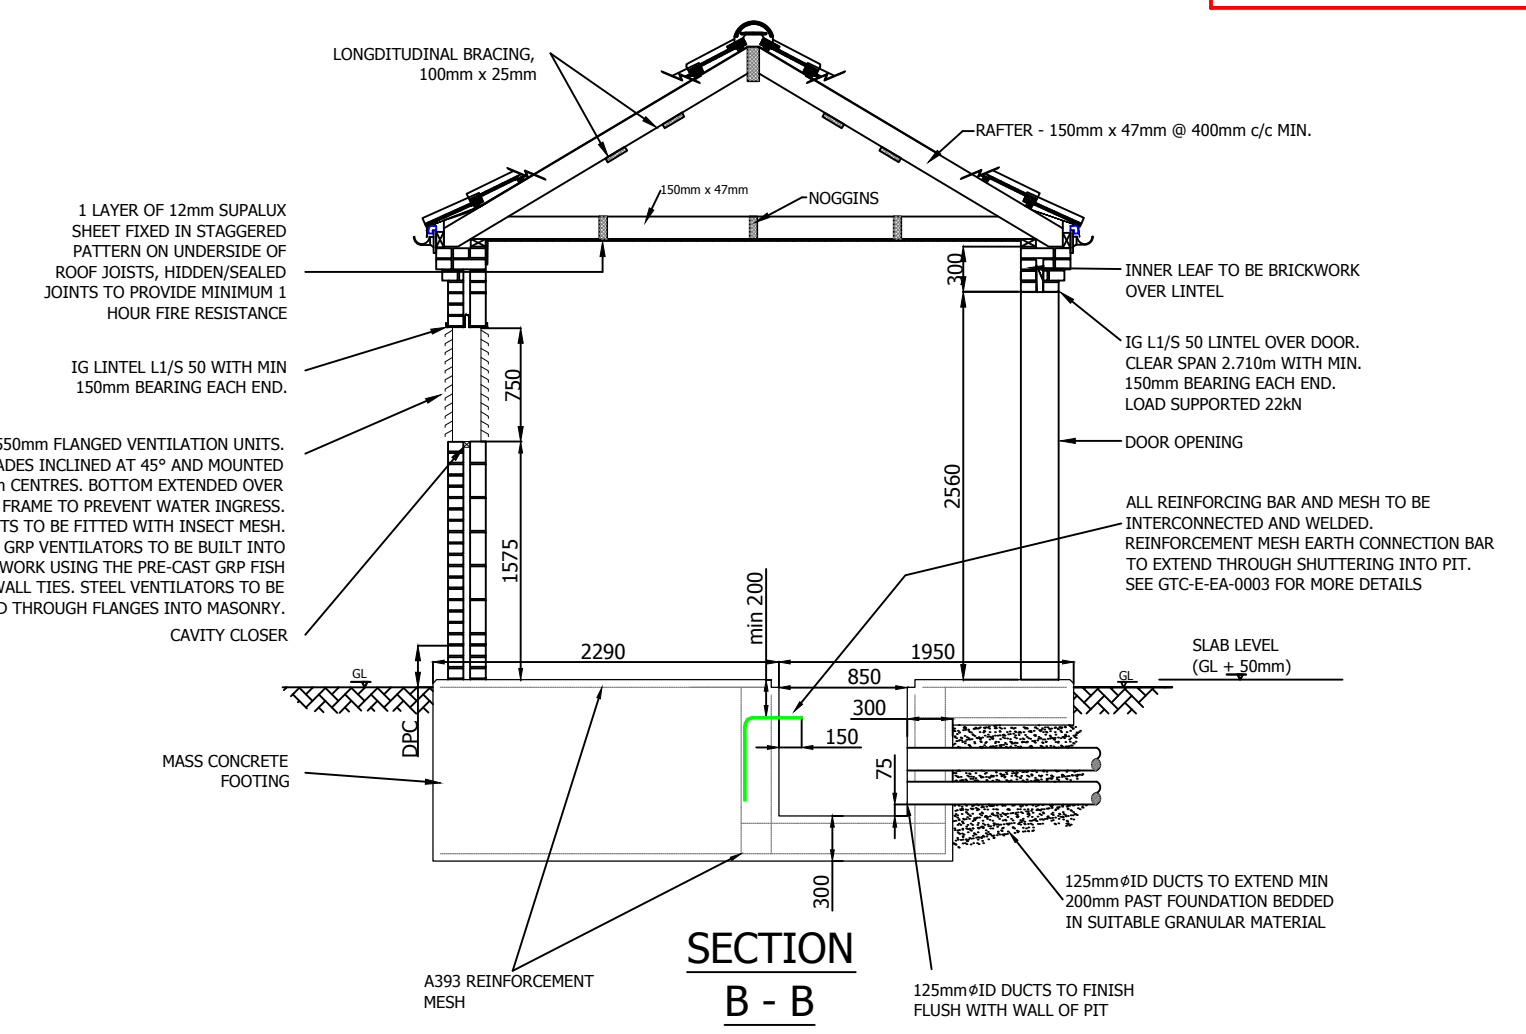 LONGDITUDINAL BRACING,
100mm x 25mm
RAFTER - 150mm x 47mm @ 400mm c/c MIN.
150mm x 47mm
NOGGINS
1 LAYER OF 12mm SUPALUX
SHEET FIXED IN STAGGERED
PATTERN ON UNDERSIDE OF
ROOF JOISTS, HIDDEN/SEALED
JOINTS TO PROVIDE MINIMUM 1
HOUR FIRE RESISTANCE
300
INNER LEAF TO BE BRICKWORK
OVER LINTEL
IG LINTEL L1/S 50 WITH MIN
150mm BEARING EACH END.
750
IG L1/S 50 LINTEL OVER DOOR.
CLEAR SPAN 2.710m WITH MIN.
150mm BEARING EACH END.
LOAD SUPPORTED 22kN
DOOR OPENING
550mm FLANGED VENTILATION UNITS.
ADES INCLINED AT 45° AND MOUNTED
CENTRES. BOTTOM EXTENDED OVER
FRAME TO PREVENT WATER INGRESS.
TS TO BE FITTED WITH INSECT MESH.
GRP VENTILATORS TO BE BUILT INTO
WORK USING THE PRE-CAST GRP FISH
WALL TIES. STEEL VENTILATORS TO BE
D THROUGH FLANGES INTO MASONRY.
CAVITY CLOSER
1575
2560
ALL REINFORCING BAR AND MESH TO BE
INTERCONNECTED AND WELDED.
REINFORCEMENT MESH EARTH CONNECTION BAR
TO EXTEND THROUGH SHUTTERING INTO PIT.
SEE GTC-E-EA-0003 FOR MORE DETAILS
min 200
2290
1950
850
SLAB LEVEL
(GL + 50mm)
GL
GL
DPC
300
150
75
300
MASS CONCRETE
FOOTING
125mmϕID DUCTS TO EXTEND MIN
200mm PAST FOUNDATION BEDDED
IN SUITABLE GRANULAR MATERIAL
A393 REINFORCEMENT
MESH
125mmϕID DUCTS TO FINISH
FLUSH WITH WALL OF PIT
SECTION
B - B